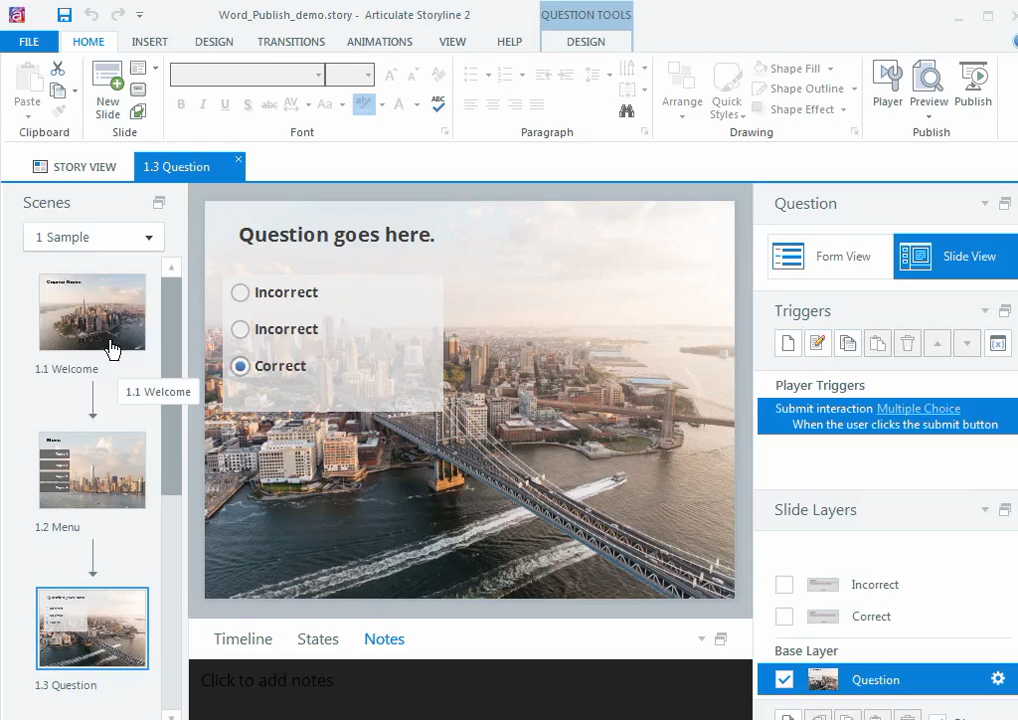 Word_Publish_demo.story - Articulate Storyline 2
QUESTION TOOLS
FILE HOME INSERT DESIGN TRANSITIONS ANIMATIONS VIEW HELP DESIGN
Paste
New Slide
B I U S abc AV Aa A ABC
Arrange
Quick Styles
Shape Fill
Shape Outline
Shape Effect
Player Preview Publish
Clipboard Slide Font Paragraph Drawing Publish
STORY VIEW 1.3 Question
Scenes
1 Sample
1.1 Welcome
1.1 Welcome
Menu
1.2 Menu
1.3 Question
Question goes here.
Incorrect
Incorrect
Correct
Timeline States Notes
Click to add notes
Question
Form View Slide View
Triggers
Player Triggers
Submit interaction Multiple Choice
When the user clicks the submit button
Slide Layers
Incorrect
Correct
Base Layer
Question